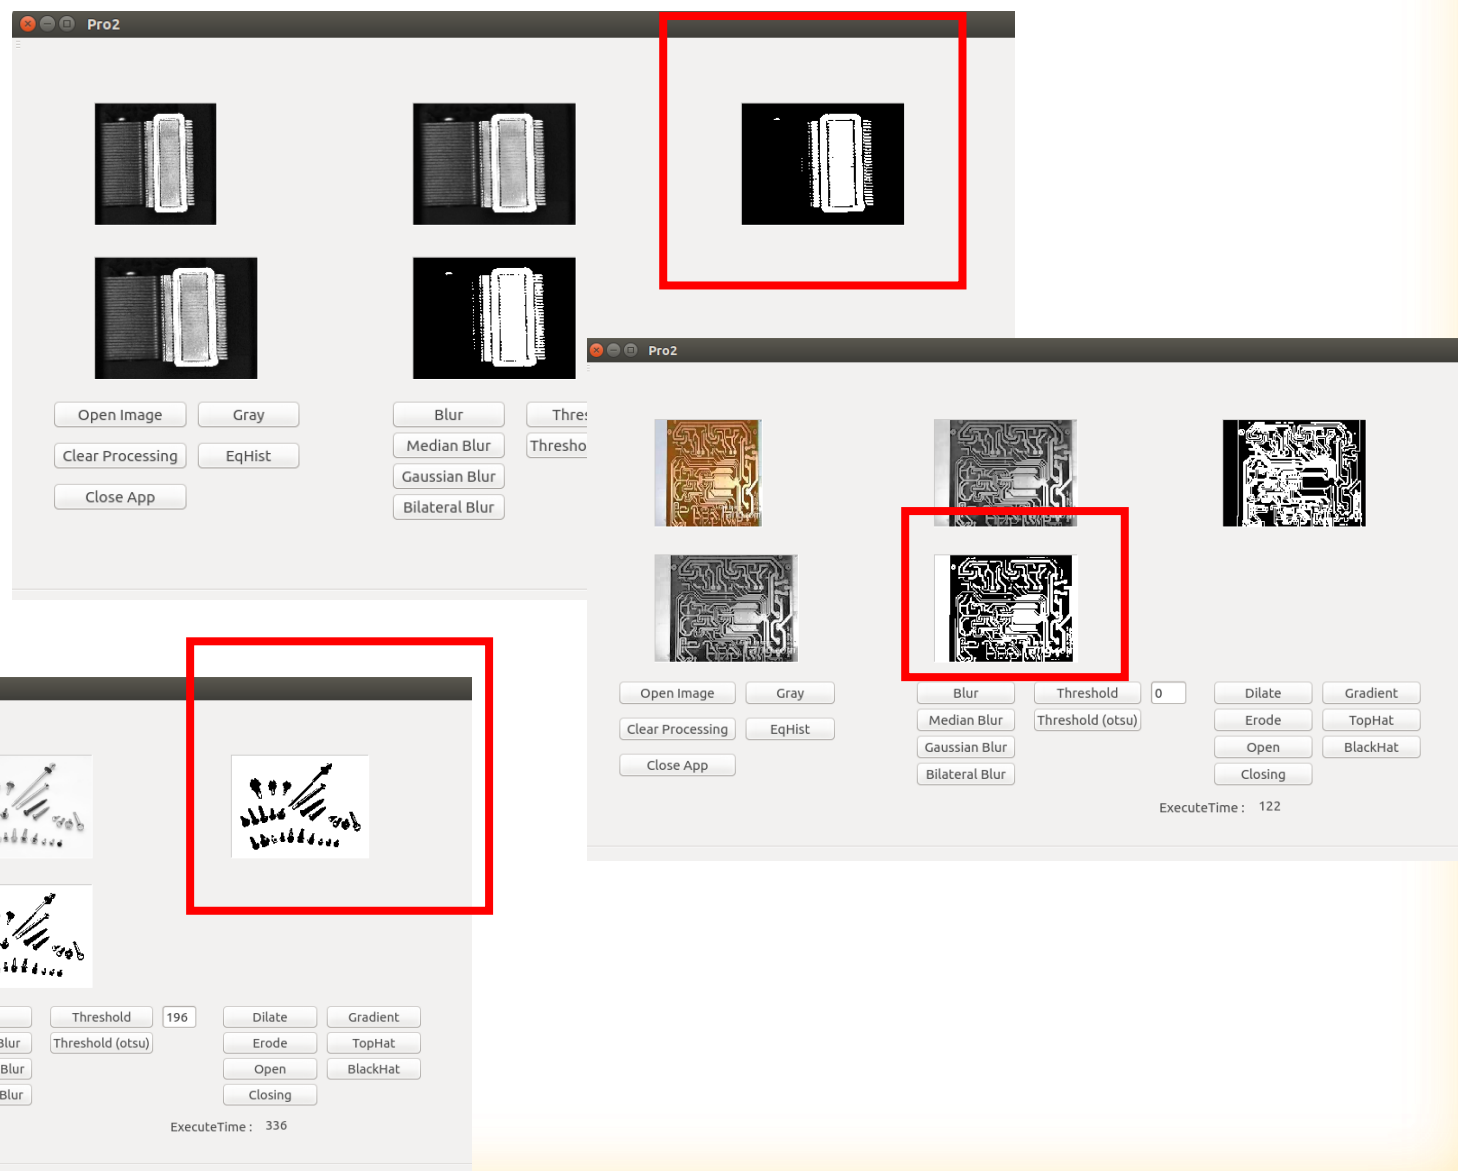 Pro2
Open Image
Gray
Blur
Clear Processing
EqHist
Median Blur
Close App
Gaussian Blur
Bilateral Blur
Pro2
Open Image
Gray
Blur
Threshold
0
Dilate
Gradient
Clear Processing
EqHist
Median Blur
Threshold (otsu)
Erode
TopHat
Gaussian Blur
Open
BlackHat
Close App
Bilateral Blur
Closing
ExecuteTime : 122
Threshold
196
Dilate
Gradient
Blur
Threshold (otsu)
Erode
TopHat
Blur
Open
BlackHat
Blur
Closing
ExecuteTime : 336